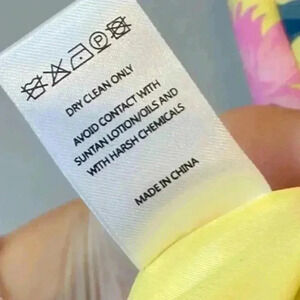 DRY CLEAN ONLY
AVOID CONTACT WITH
SUNTAN LOTION/OILS AND
WITH HARSH CHEMICALS
MADE IN CHINA